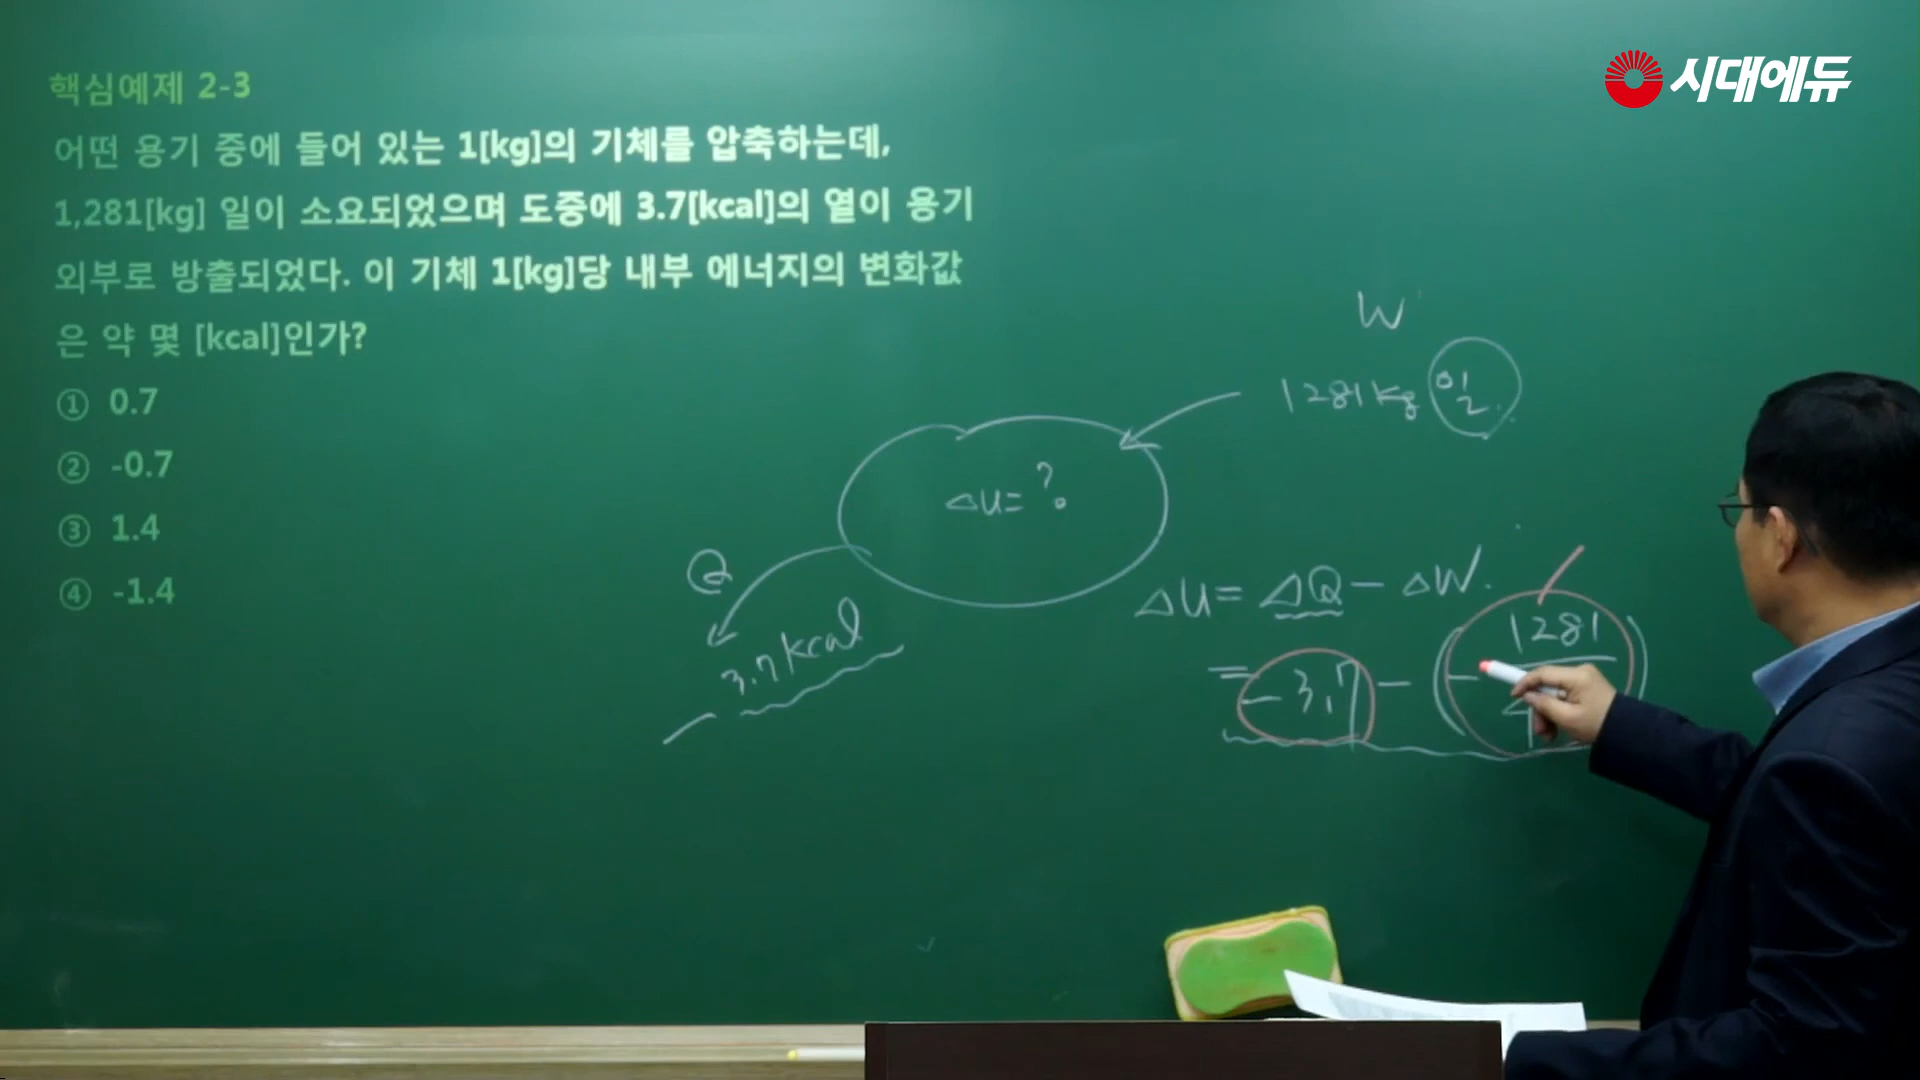 시대에듀
핵심예제 2-3
어떤 용기 중에 들어 있는 1[kg]의 기체를 압축하는데,
1,281[kg] 일이 소요되었으며 도중에 3.7[kcal]의 열이 용기
외부로 방출되었다. 이 기체 1[kg]당 내부 에너지의 변화값
은 약 몇 [kcal]인가?
① 0.7
② -0.7
③ 1.4
④ -1.4
W
1281kg 일
△u= ?
Q
3.7kcal
△U= △Q - △W.
= -3.7 - ( - 1281